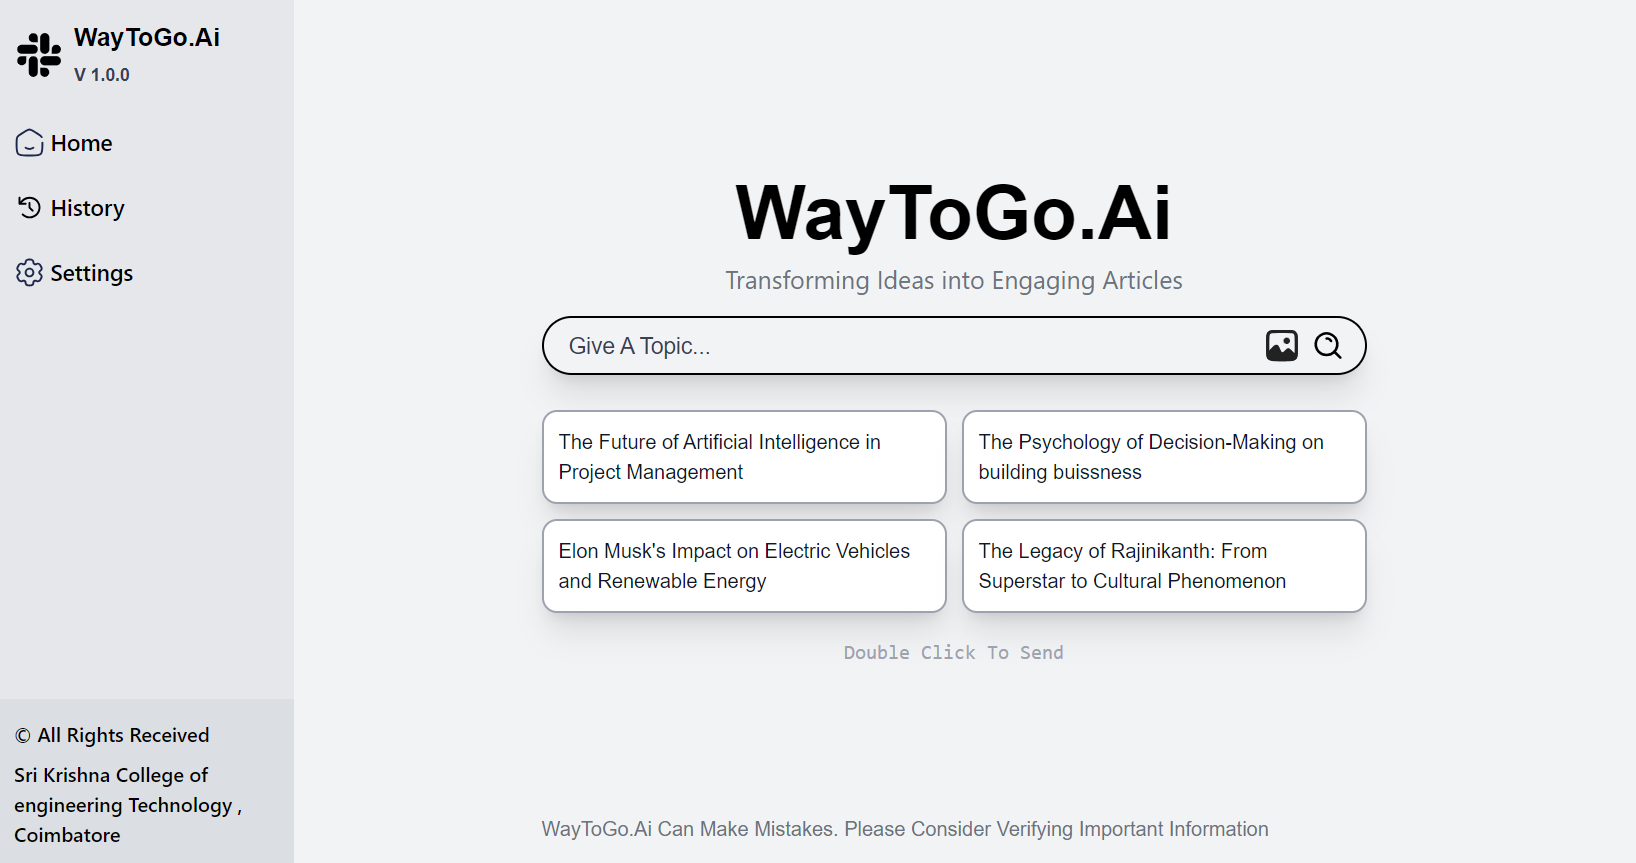 WayToGo.Ai
V 1.0.0
Home
History
Settings
© All Rights Received
Sri Krishna College of
engineering Technology ,
Coimbatore
WayToGo.Ai
Transforming Ideas into Engaging Articles
Give A Topic...
The Future of Artificial Intelligence in
Project Management
The Psychology of Decision-Making on
building buissness
Elon Musk's Impact on Electric Vehicles
and Renewable Energy
The Legacy of Rajinikanth: From
Superstar to Cultural Phenomenon
Double Click To Send
WayToGo.Ai Can Make Mistakes. Please Consider Verifying Important Information